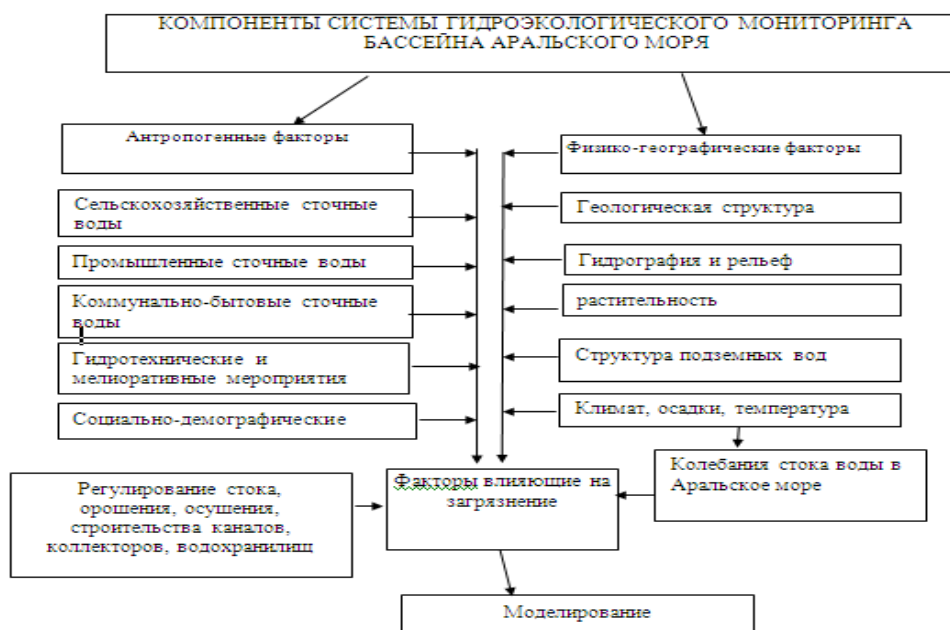 КОМПОНЕНТЫ СИСТЕМЫ ГИДРОЭКОЛОГИЧЕСКОГО МОНИТОРИНГА
БАССЕЙНА АРАЛЬСКОГО МОРЯ
Антропогенные факторы
Сельскохозяйственные сточные
воды
Промышленные сточные воды
Коммунально-бытовые сточные
воды
Гидротехнические и
мелиоративные мероприятия
Социально-демографические
Физико-географические факторы
Геологическая структура
Гидрография и рельеф
растительность
Структура подземных вод
Климат, осадки, температура
Колебания стока воды в
Аральское море
Регулирование стока,
орошения, осушения,
строительства каналов,
коллекторов, водохранилищ
Факторы влияющие на
загрязнение
Моделирование